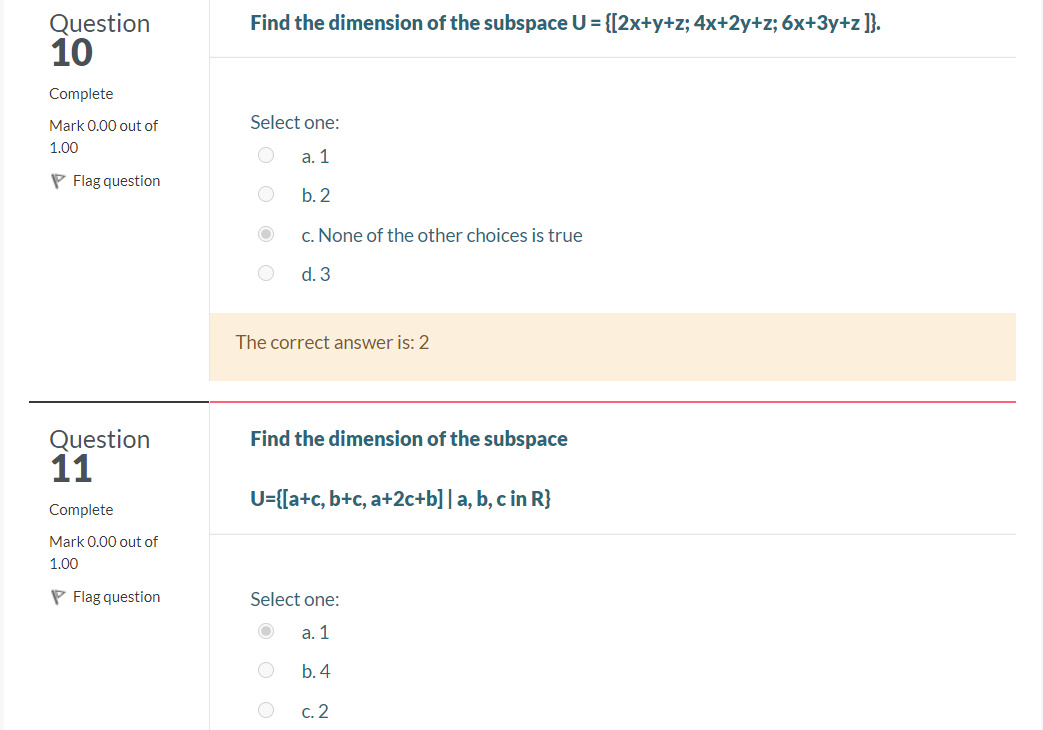 Question
10
Complete
Mark 0.00 out of
1.00
Flag question
Find the dimension of the subspace U = {[2x+y+z; 4x+2y+z; 6x+3y+z ]}.
Select one:
a. 1
b. 2
c. None of the other choices is true
d. 3
The correct answer is: 2
Question
11
Complete
Mark 0.00 out of
1.00
Flag question
Find the dimension of the subspace
U={[a+c, b+c, a+2c+b] | a, b, c in R}
Select one:
a. 1
b. 4
c. 2